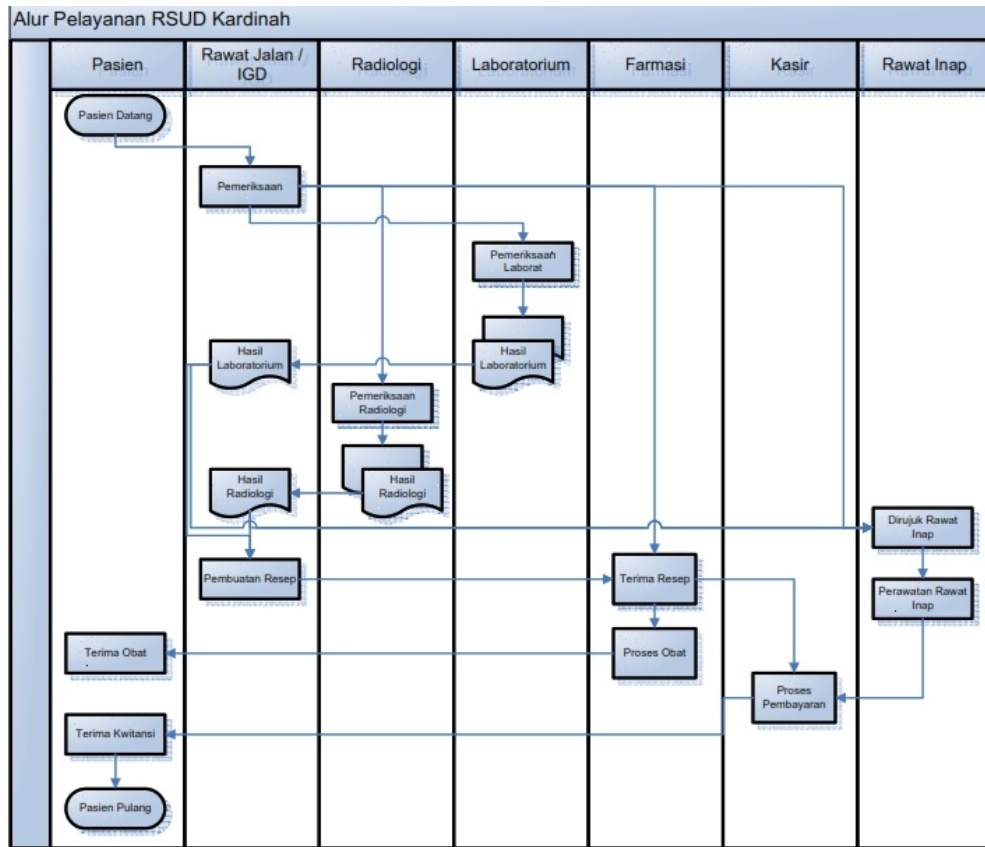 Alur Pelayanan RSUD Kardinah
Pasien
Rawat Jalan /
IGD
Radiologi
Laboratorium
Farmasi
Kasir
Rawat Inap
Pasien Datang
Pemeriksaan
Pemeriksaan
Laborat
Hasil
Laboratorium
Hasil
Laboratorium
Pemeriksaan
Radiologi
Hasil
Radiologi
Hasil
Radiologi
Dirujuk Rawat
Inap
Pembuatan Resep
Terima Resep
Perawatan Rawat
Inap
Terima Obat
Proses Obat
Proses
Pembayaran
Terima Kwitansi
Pasien Pulang